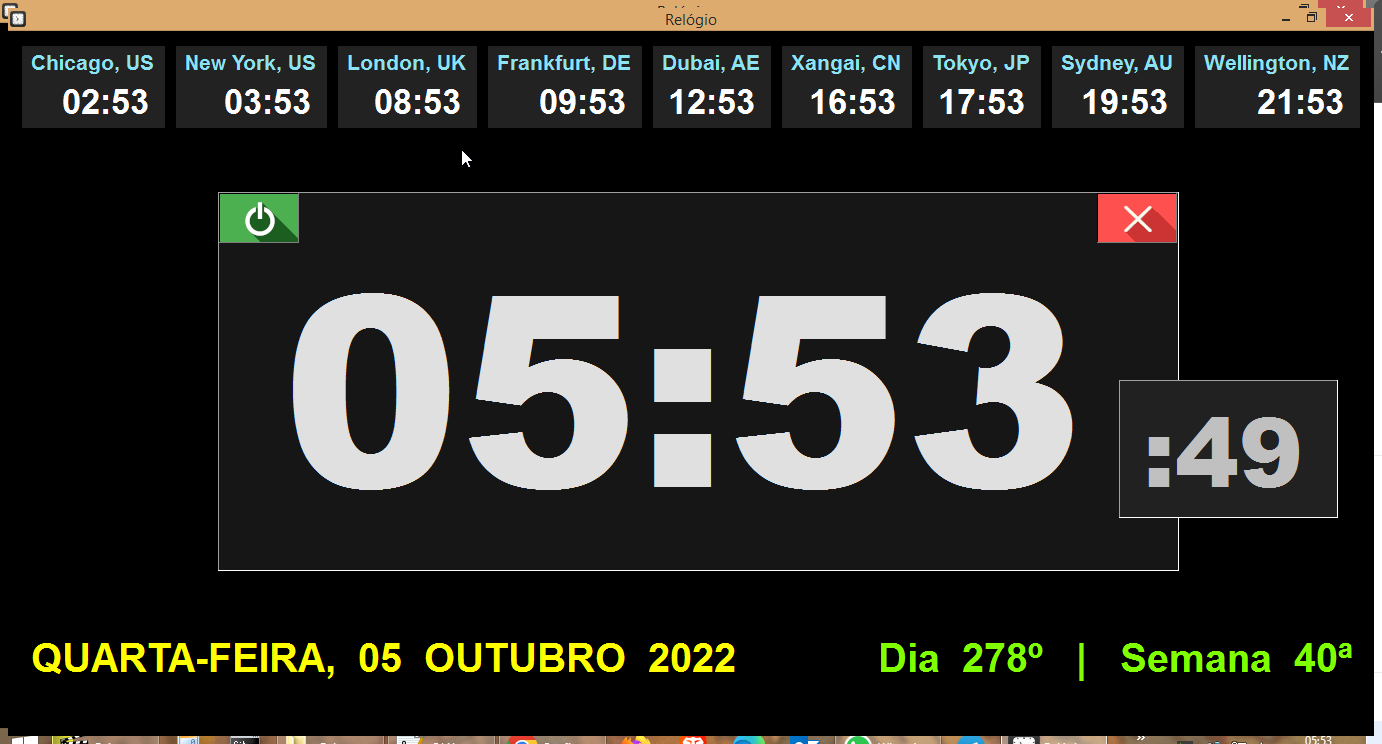 Relógio
Chicago, US New York, US London, UK Frankfurt, DE Dubai, AE Xangai, CN Tokyo, JP Sydney, AU Wellington, NZ
02:53 03:53 08:53 09:53 12:53 16:53 17:53 19:53 21:53
05:53
:49
QUARTA-FEIRA, 05 OUTUBRO 2022 Dia 278º | Semana 40ª
05:53